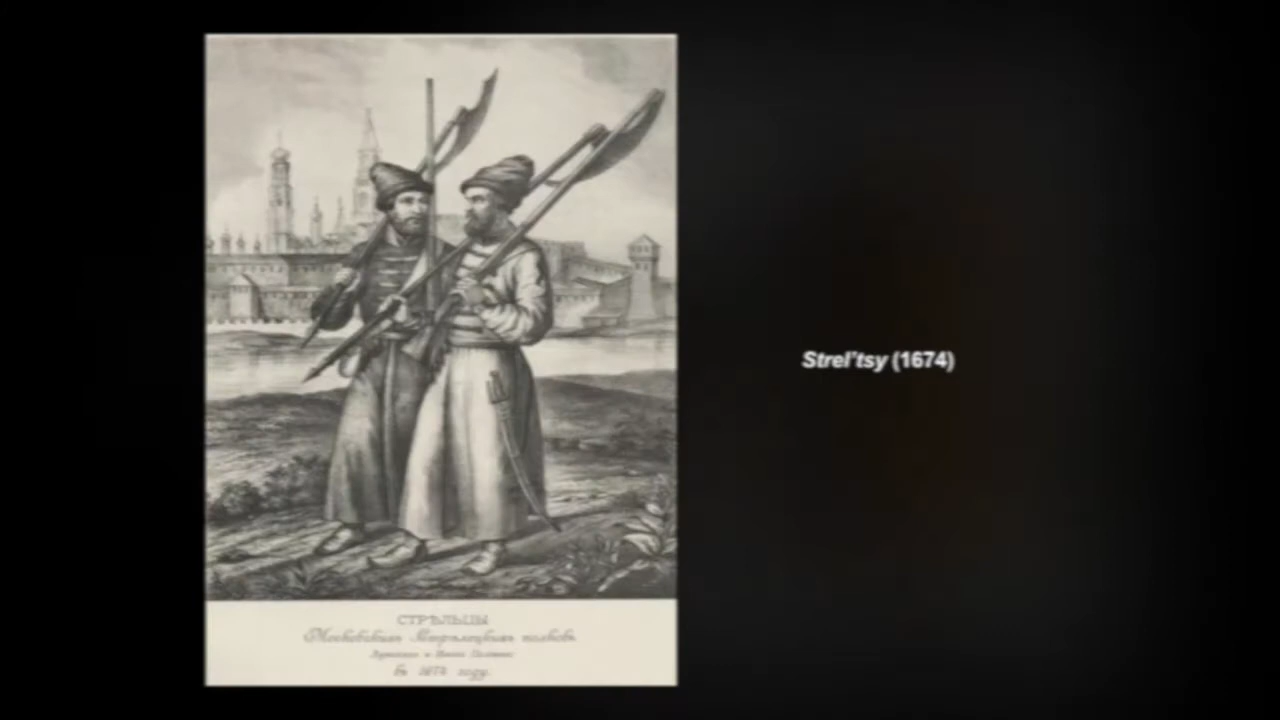 СТРѢЛЬЦЫ
Московскихъ Стрѣлецкихъ полковъ
въ 1674 году.
Strel'tsy (1674)